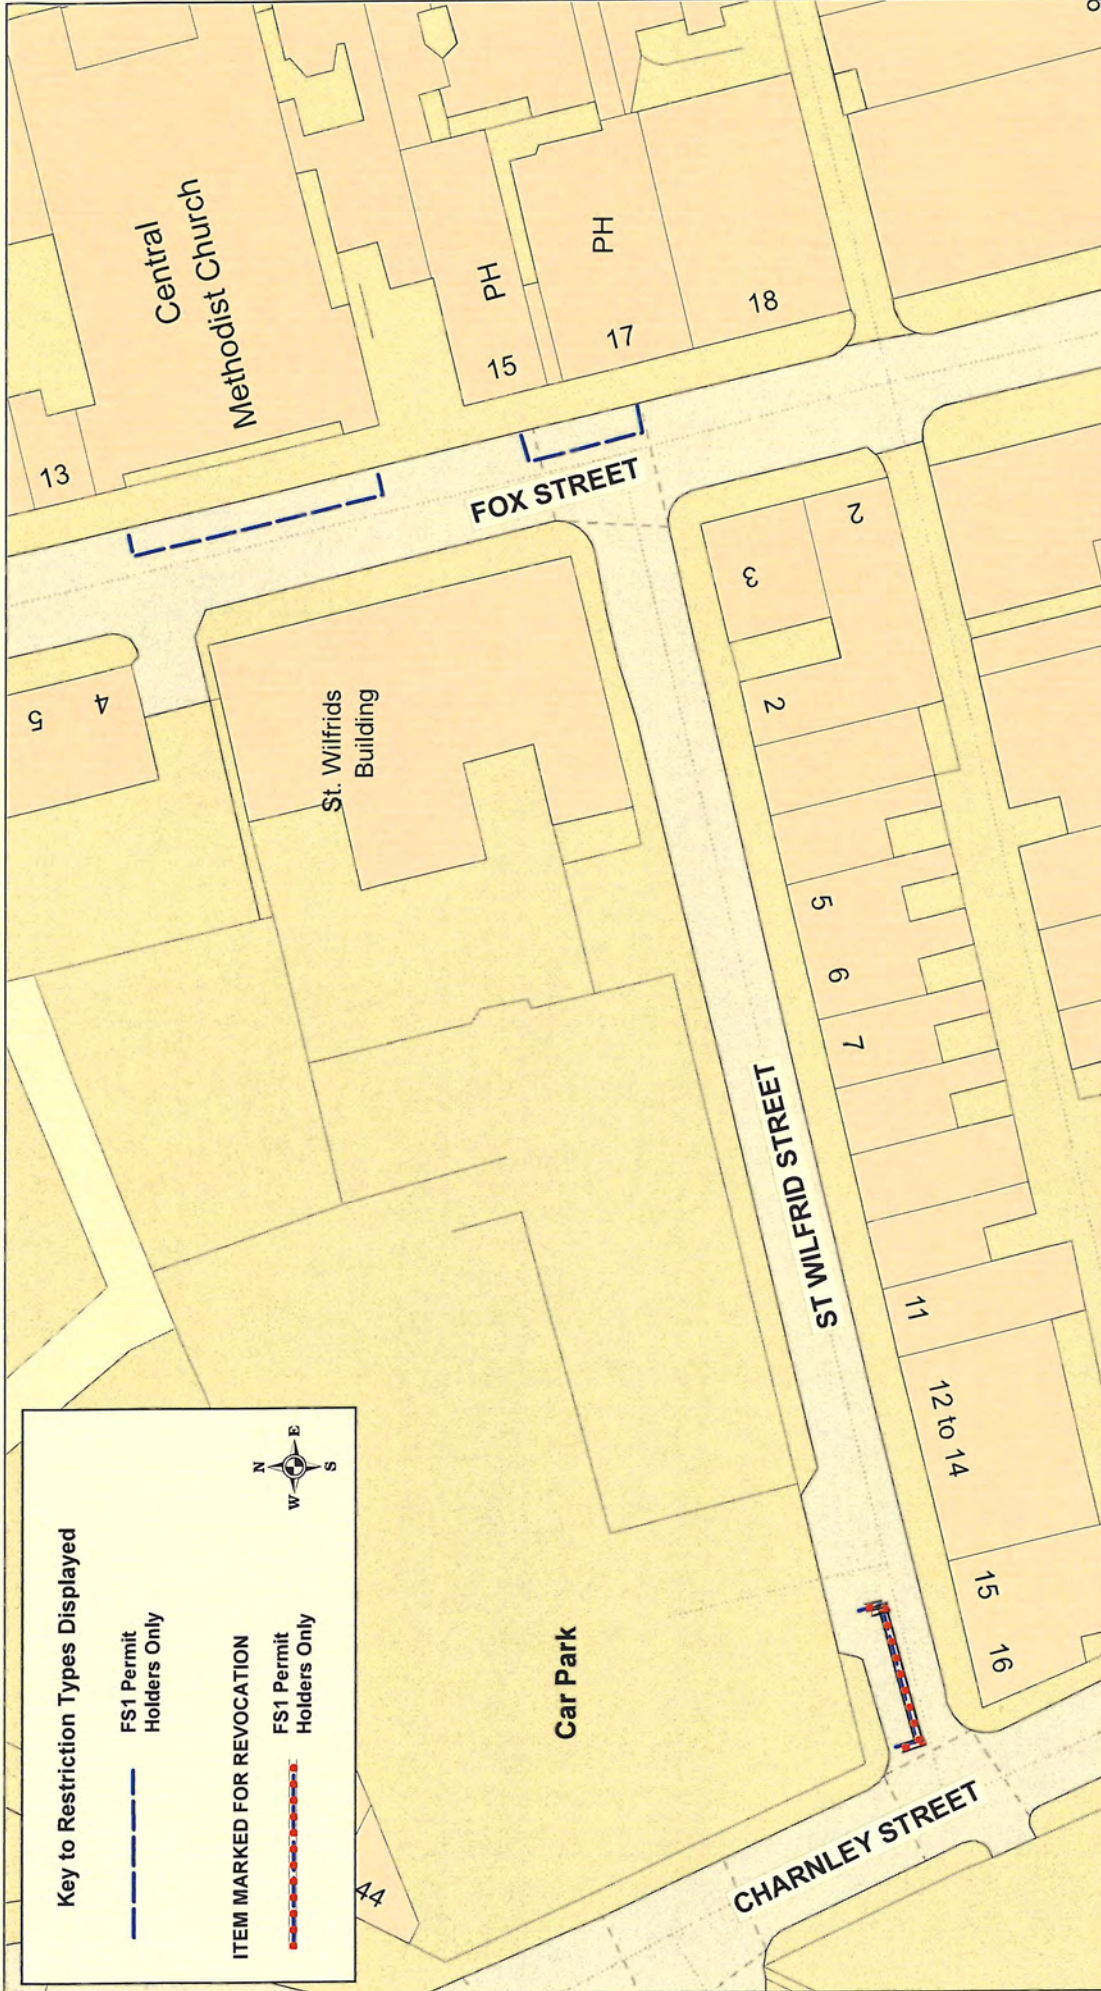 Key to Restriction Types Displayed
FS1 Permit
Holders Only
ITEM MARKED FOR REVOCATION
FS1 Permit
Holders Only
N
W
E
S
Central
Methodist Church
13
PH
15
PH
17
18
FOX STREET
5
4
St. Wilfrids
Building
3
2
2
5
6
7
ST WILFRID STREET
11
12 to 14
15
16
Car Park
44
CHARNLEY STREET